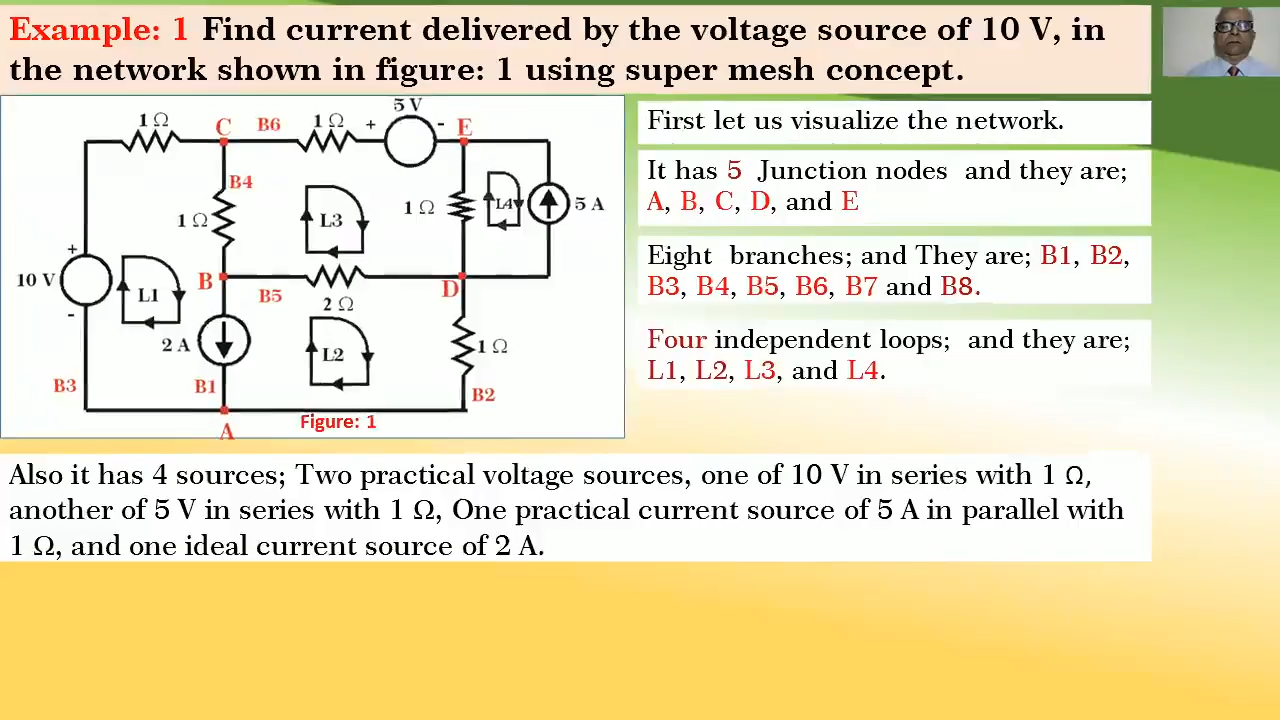 Example: 1 Find current delivered by the voltage source of 10 V, in
the network shown in figure: 1 using super mesh concept.
5 V
1 Ω
C
B6
1 Ω
+
-
E
B4
1 Ω
L3
1 Ω
L4
5 A
+
10 V
-
L1
B
B5
2 Ω
D
2 A
L2
1 Ω
B3
B1
B2
A
Figure: 1
First let us visualize the network.
It has 5 Junction nodes and they are;
A, B, C, D, and E
Eight branches; and They are; B1, B2,
B3, B4, B5, B6, B7 and B8.
Four independent loops; and they are;
L1, L2, L3, and L4.
Also it has 4 sources; Two practical voltage sources, one of 10 V in series with 1 Ω,
another of 5 V in series with 1 Ω, One practical current source of 5 A in parallel with
1 Ω, and one ideal current source of 2 A.